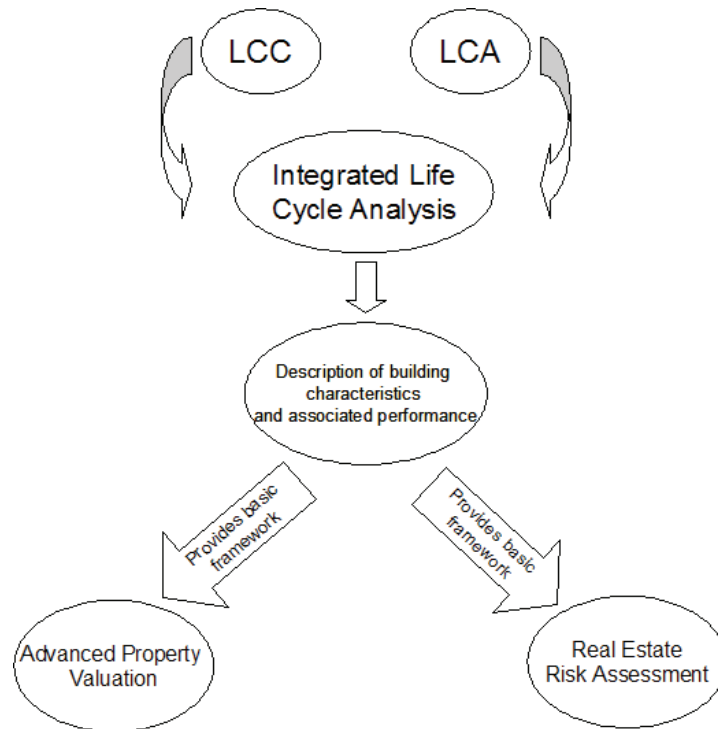 LCC
LCA
Integrated Life
Cycle Analysis
Description of building
characteristics
and associated performance
Provides basic
framework
Provides basic
framework
Advanced Property
Valuation
Real Estate
Risk Assessment